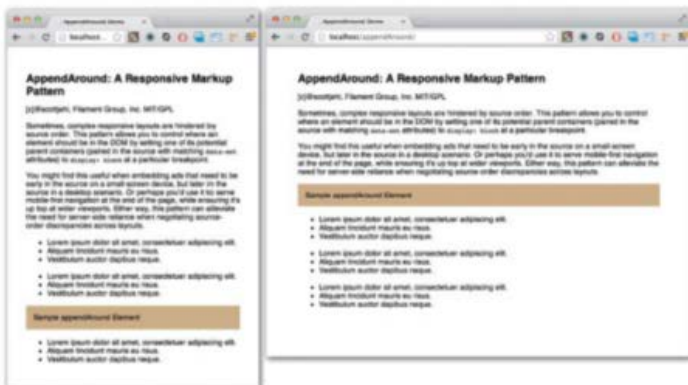 AppendAround Demo
localhost...
AppendAround: A Responsive Markup
Pattern
[c]@scottjehl, Filament Group, Inc. MIT/GPL
Sometimes, complex responsive layouts are hindered by
source order. This pattern allows you to control where an
element should be in the DOM by setting one of its potential
parent containers (paired in the source with matching data-set
attributes) to display: block at a particular breakpoint.
You might find this useful when embedding ads that need to be
early in the source on a small screen device, but later in the
source in a desktop scenario. Or perhaps you'd use it to serve
mobile-first navigation at the end of the page, while ensuring it's
up top at wider viewports. Either way, this pattern can alleviate
the need for server-side reliance when negotiating source-
order discrepancies across layouts.
Lorem ipsum dolor sit amet, consectetuer adipiscing elit.
Aliquam tincidunt mauris eu risus.
Vestibulum auctor dapibus neque.
Lorem ipsum dolor sit amet, consectetuer adipiscing elit.
Aliquam tincidunt mauris eu risus.
Vestibulum auctor dapibus neque.
Sample appendAround Element
Lorem ipsum dolor sit amet, consectetuer adipiscing elit.
Aliquam tincidunt mauris eu risus.
Vestibulum auctor dapibus neque.
AppendAround Demo
localhost/appendAround/
AppendAround: A Responsive Markup Pattern
[c]@scottjehl, Filament Group, Inc. MIT/GPL
Sometimes, complex responsive layouts are hindered by source order. This pattern allows you to control
where an element should be in the DOM by setting one of its potential parent containers (paired in the
source with matching data-set attributes) to display: block at a particular breakpoint.
You might find this useful when embedding ads that need to be early in the source on a small screen
device, but later in the source in a desktop scenario. Or perhaps you'd use it to serve mobile-first navigation
at the end of the page, while ensuring it's up top at wider viewports. Either way, this pattern can alleviate
the need for server-side reliance when negotiating source order discrepancies across layouts.
Sample appendAround Element
Lorem ipsum dolor sit amet, consectetuer adipiscing elit.
Aliquam tincidunt mauris eu risus.
Vestibulum auctor dapibus neque.
Lorem ipsum dolor sit amet, consectetuer adipiscing elit.
Aliquam tincidunt mauris eu risus.
Vestibulum auctor dapibus neque.
Lorem ipsum dolor sit amet, consectetuer adipiscing elit.
Aliquam tincidunt mauris eu risus.
Vestibulum auctor dapibus neque.